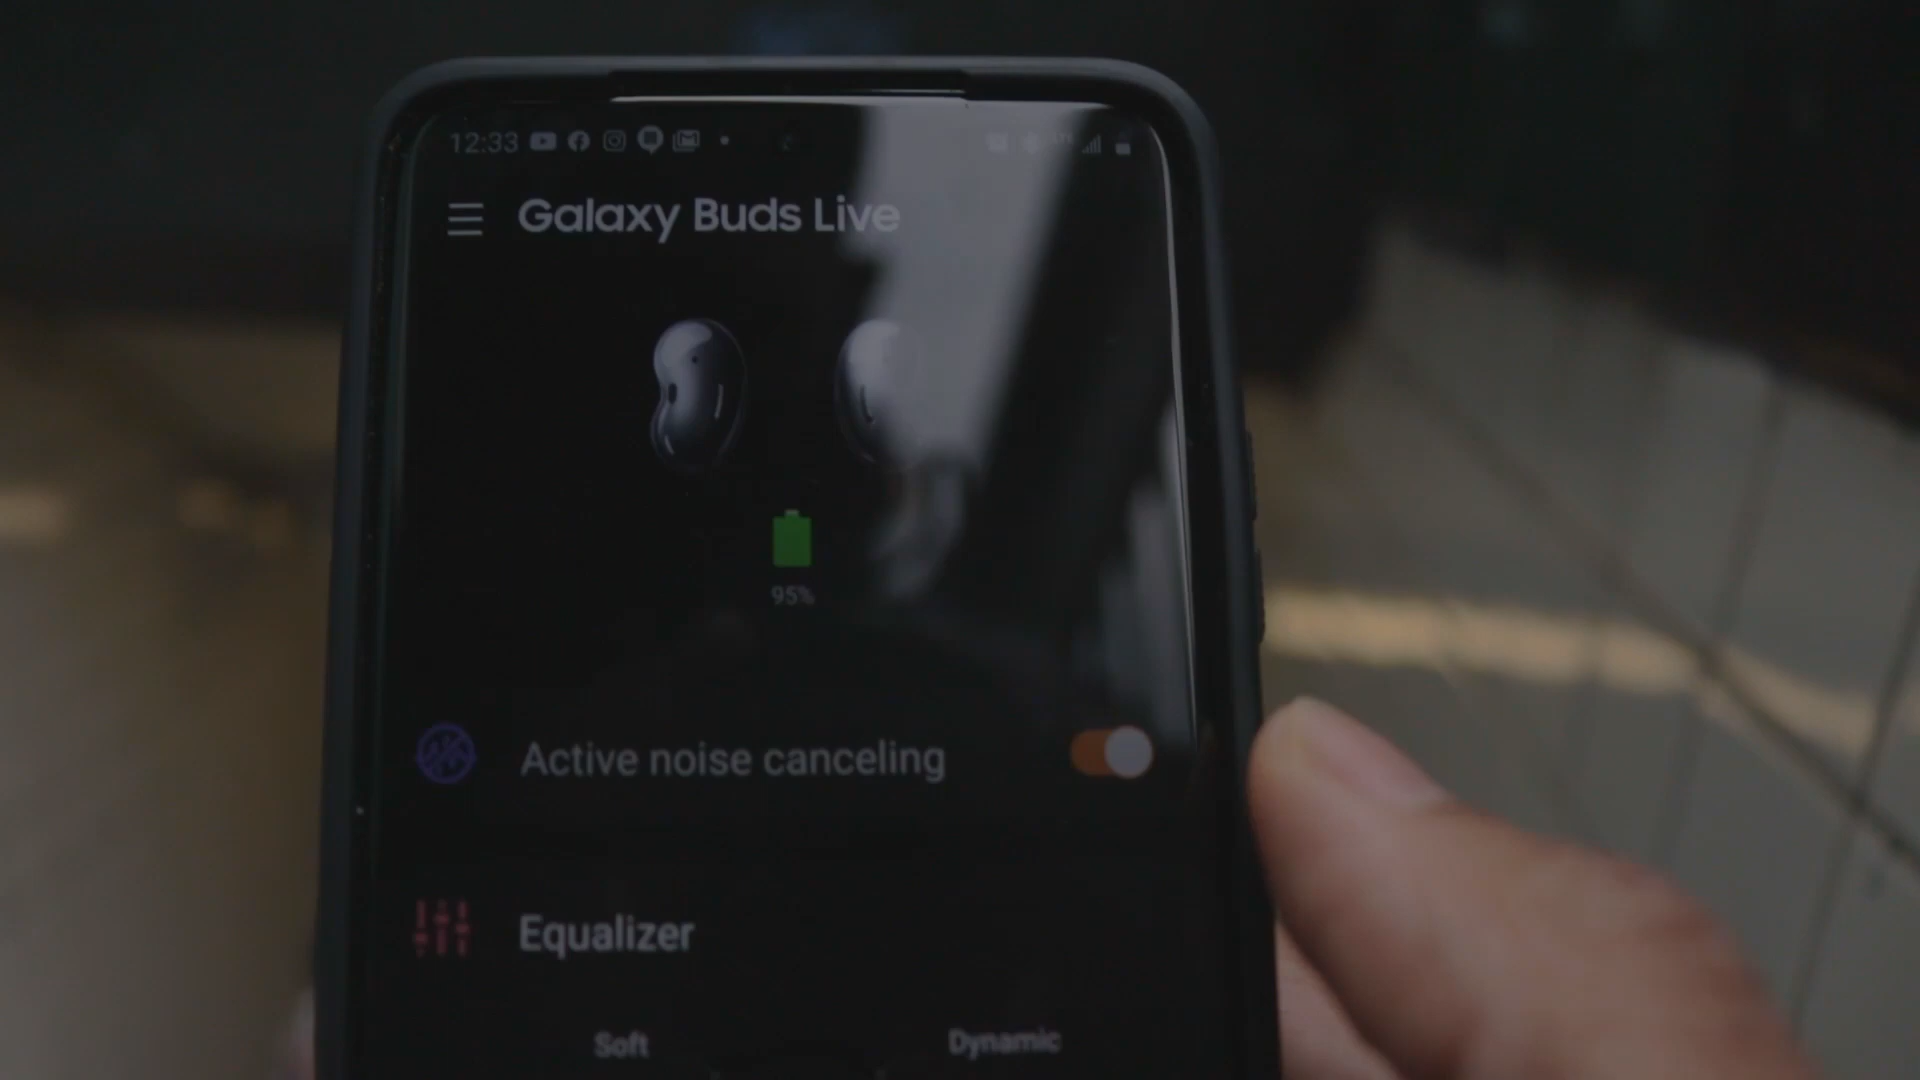 12:33
Galaxy Buds Live
95%
Active noise canceling
Equalizer
Soft Dynamic